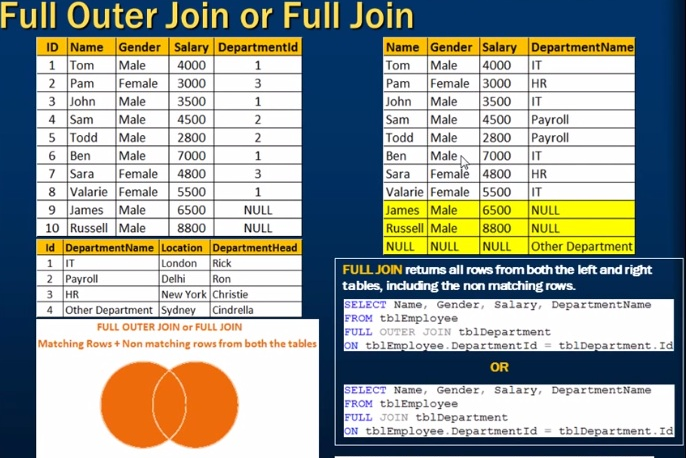 Full Outer Join or Full Join
ID Name Gender Salary DepartmentId
1 Tom Male 4000 1
2 Pam Female 3000 3
3 John Male 3500 1
4 Sam Male 4500 2
5 Todd Male 2800 2
6 Ben Male 7000 1
7 Sara Female 4800 3
8 Valarie Female 5500 1
9 James Male 6500 NULL
10 Russell Male 8800 NULL
Id DepartmentName Location DepartmentHead
1 IT London Rick
2 Payroll Delhi Ron
3 HR New York Christie
4 Other Department Sydney Cindrella
FULL OUTER JOIN or FULL JOIN
Matching Rows + Non matching rows from both the tables
Name Gender Salary DepartmentName
Tom Male 4000 IT
Pam Female 3000 HR
John Male 3500 IT
Sam Male 4500 Payroll
Todd Male 2800 Payroll
Ben Male 7000 IT
Sara Female 4800 HR
Valarie Female 5500 IT
James Male 6500 NULL
Russell Male 8800 NULL
NULL NULL NULL Other Department
FULL JOIN returns all rows from both the left and right
tables, including the non matching rows.
SELECT Name, Gender, Salary, DepartmentName
FROM tblEmployee
FULL OUTER JOIN tblDepartment
ON tblEmployee.DepartmentId = tblDepartment.Id
OR
SELECT Name, Gender, Salary, DepartmentName
FROM tblEmployee
FULL JOIN tblDepartment
ON tblEmployee.DepartmentId = tblDepartment.Id